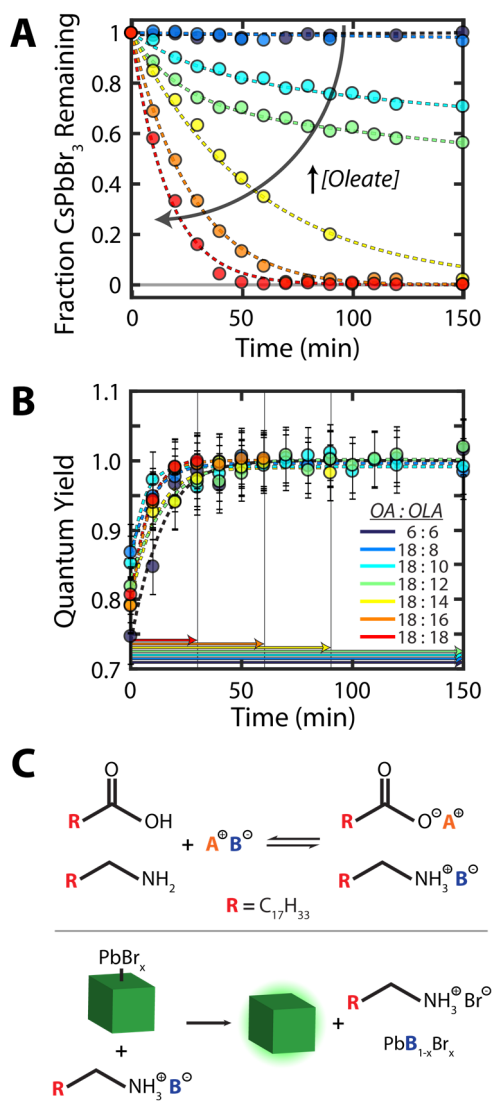 A
Fraction CsPbBr3 Remaining
1
0.8
0.6
0.4
0.2
0
[Oleate]
0
50
100
150
Time (min)
B
Quantum Yield
1.1
1.0
0.9
0.8
0.7
OA : OLA
6 : 6
18 : 8
18 : 10
18 : 12
18 : 14
18 : 16
18 : 18
0
50
100
150
Time (min)
C
O
R
OH
R
NH2
+ A⊕B⊖
O
R
O⊖A⊕
R
NH3⊕B⊖
R = C17H33
PbBrx
+
R
NH3⊕B⊖
+
R
NH3⊕Br⊖
PbB1-xBrx